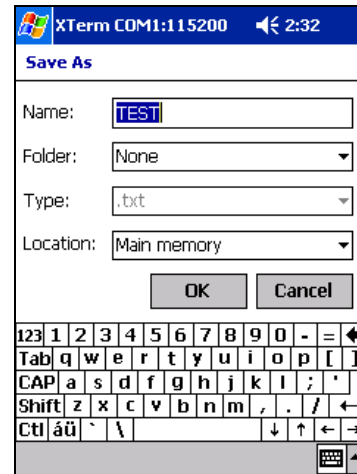 XTerm COM1:115200 2:32
Save As
Name: TEST
Folder: None
Type: .txt
Location: Main memory
OK Cancel
123 1 2 3 4 5 6 7 8 9 0 - =
Tab q w e r t y u i o p [ ]
CAP a s d f g h j k l ; '
Shift z x c v b n m , . /
Ctl áü ` \